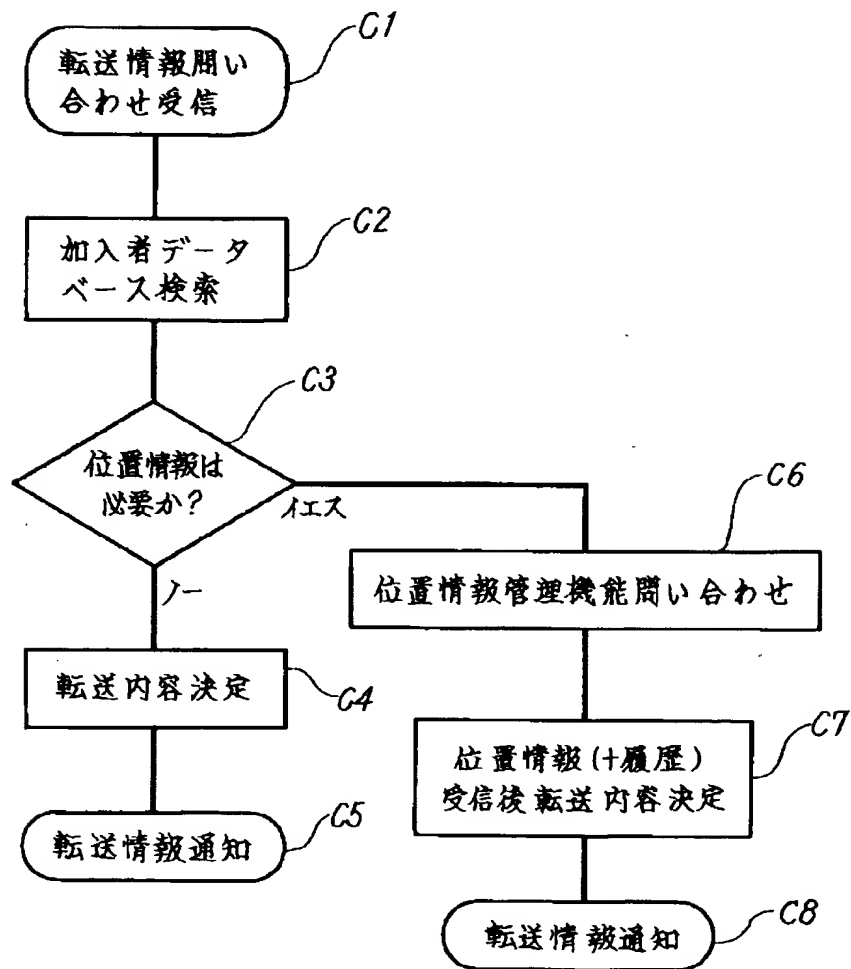 C1
転送情報問い
合わせ受信
C2
加入者データ
ベース検索
C3
位置情報は
必要か?
イエス
ノー
C6
位置情報管理機能問い合わせ
転送内容決定
C4
C7
位置情報(+履歴)
受信後転送内容決定
転送情報通知
C5
転送情報通知
C8